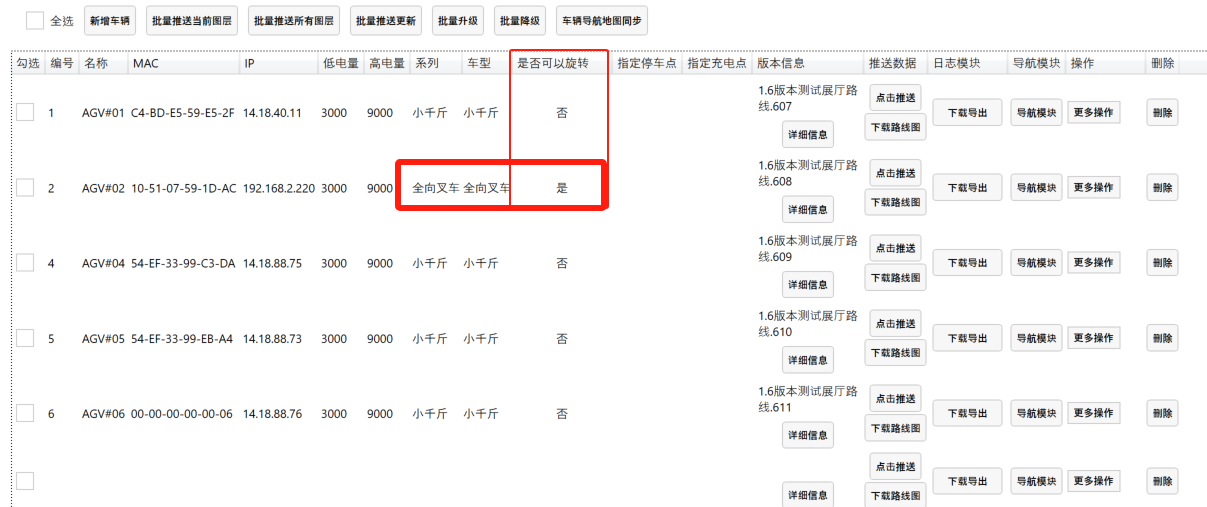 全选 新增车辆 批量推送当前图层 批量推送所有图层 批量推送更新 批量升级 批量降级 车辆导航地图同步
勾选 编号 名称 MAC IP 低电量 高电量 系列 车型 是否可以旋转 指定停车点 指定充电点 版本信息 推送数据 日志模块 导航模块 操作 删除
1 AGV#01 C4-BD-E5-59-E5-2F 14.18.40.11 3000 9000 小千斤 小千斤 否 1.6版本测试展厅路线.607 详细信息 点击推送 下载路线图 下载导出 导航模块 更多操作 删除
2 AGV#02 10-51-07-59-1D-AC 192.168.2.220 3000 9000 全向叉车 全向叉车 是 1.6版本测试展厅路线.608 详细信息 点击推送 下载路线图 下载导出 导航模块 更多操作 删除
4 AGV#04 54-EF-33-99-C3-DA 14.18.88.75 3000 9000 小千斤 小千斤 否 1.6版本测试展厅路线.609 详细信息 点击推送 下载路线图 下载导出 导航模块 更多操作 删除
5 AGV#05 54-EF-33-99-EB-A4 14.18.88.73 3000 9000 小千斤 小千斤 否 1.6版本测试展厅路线.610 详细信息 点击推送 下载路线图 下载导出 导航模块 更多操作 删除
6 AGV#06 00-00-00-00-00-06 14.18.88.76 3000 9000 小千斤 小千斤 否 1.6版本测试展厅路线.611 详细信息 点击推送 下载路线图 下载导出 导航模块 更多操作 删除
详细信息 点击推送 下载路线图 下载导出 导航模块 更多操作 删除